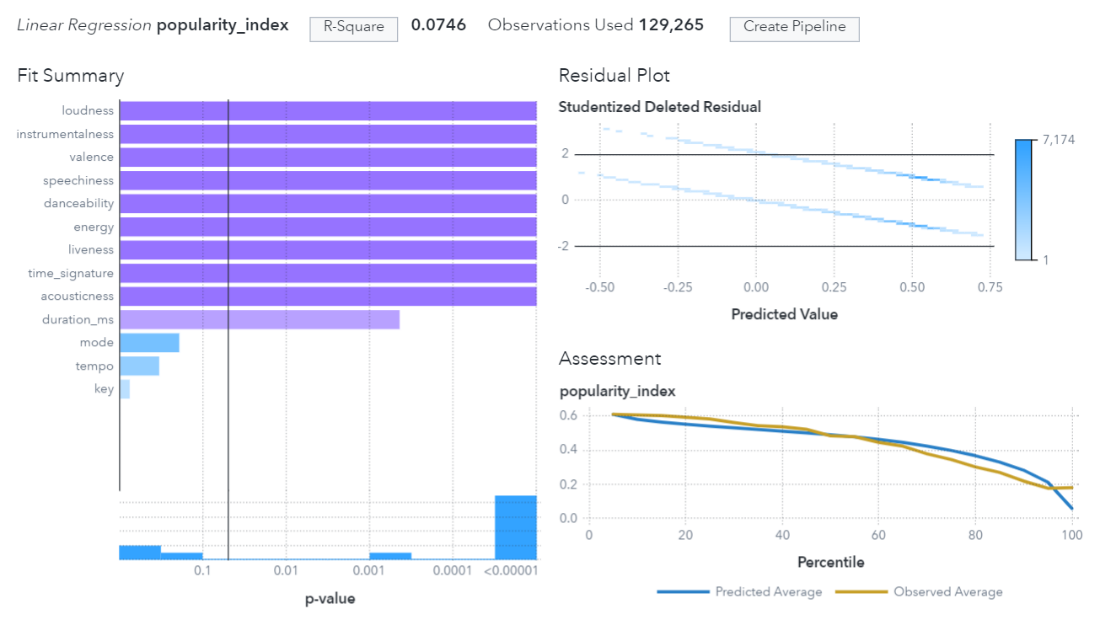 Linear Regression popularity_index R-Square 0.0746 Observations Used 129,265 Create Pipeline
Fit Summary
loudness
instrumentalness
valence
speechiness
danceability
energy
liveness
time_signature
acousticness
duration_ms
mode
tempo
key
0.1 0.01 0.001 0.0001 <0.00001
p-value
Residual Plot
Studentized Deleted Residual
2
0
-2
-0.50 -0.25 0.00 0.25 0.50 0.75
Predicted Value
7,174
1
Assessment
popularity_index
0.6
0.4
0.2
0.0
0 20 40 60 80 100
Percentile
Predicted Average Observed Average